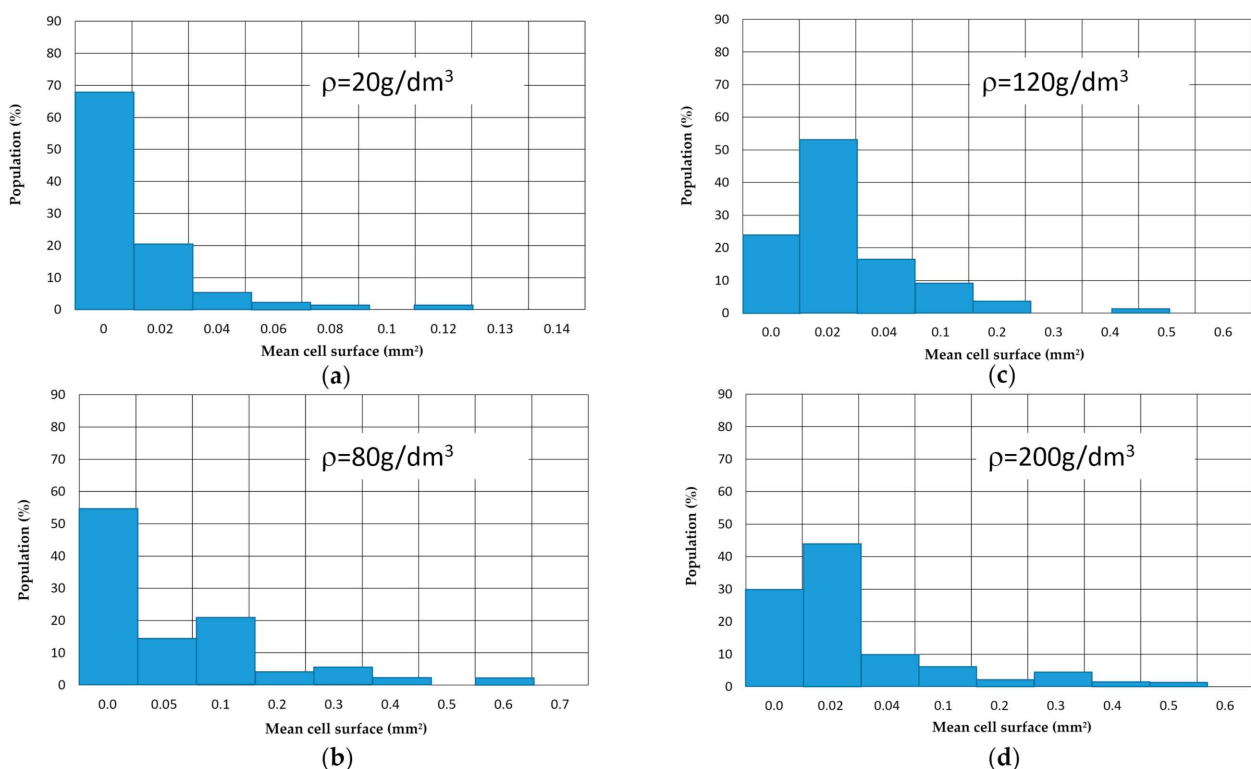 90
80
70
60
50
40
30
20
10
0
Population (%)
ρ=20g/dm³
0 0.02 0.04 0.06 0.08 0.1 0.12 0.13 0.14
Mean cell surface (mm²)
(a)
90
80
70
60
50
40
30
20
10
0
Population (%)
ρ=80g/dm³
0.0 0.05 0.1 0.2 0.3 0.4 0.5 0.6 0.7
Mean cell surface (mm²)
(b)
90
80
70
60
50
40
30
20
10
0
Population (%)
ρ=120g/dm³
0.0 0.02 0.04 0.1 0.2 0.3 0.4 0.5 0.6
Mean cell surface (mm²)
(c)
90
80
70
60
50
40
30
20
10
0
Population (%)
ρ=200g/dm³
0.0 0.02 0.04 0.1 0.2 0.3 0.4 0.5 0.6
Mean cell surface (mm²)
(d)